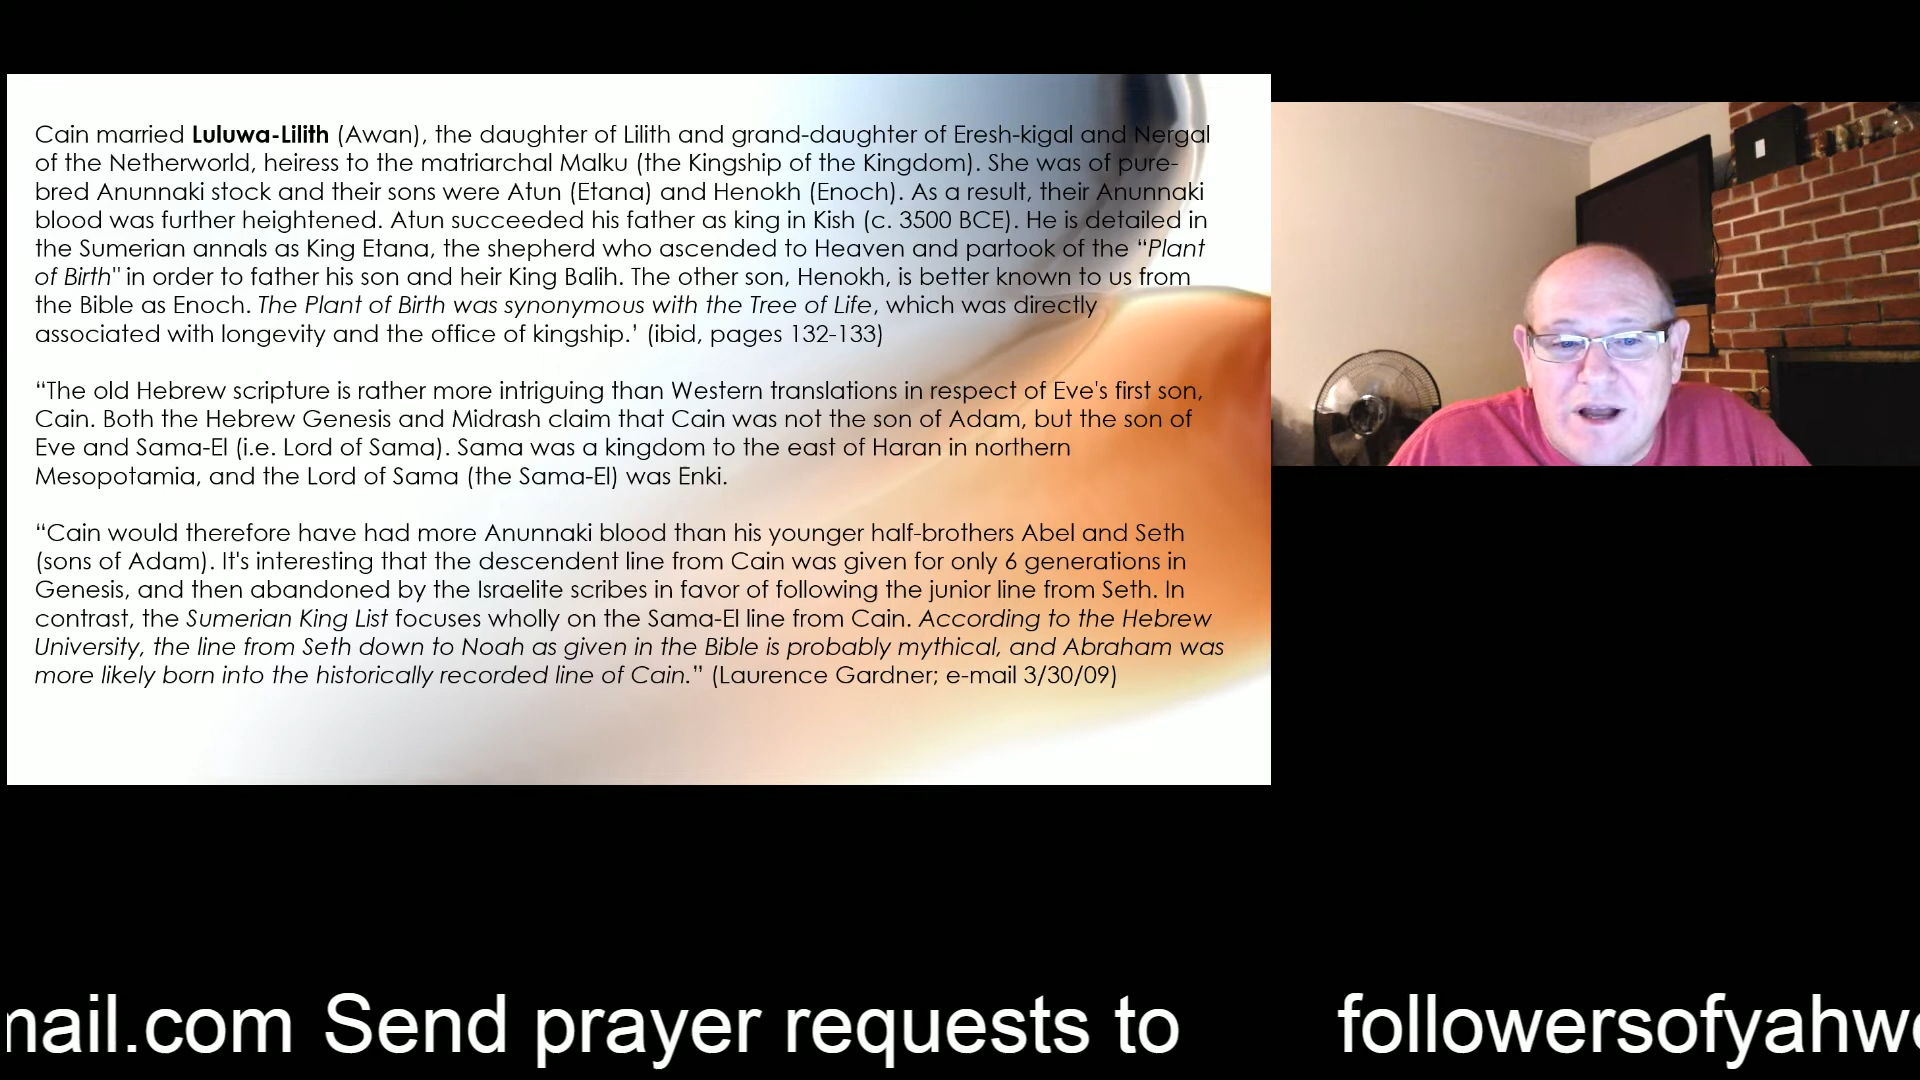 Cain married Luluwa-Lilith (Awan), the daughter of Lilith and grand-daughter of Eresh-kigal and Nergal
of the Netherworld, heiress to the matriarchal Malku (the Kingship of the Kingdom). She was of pure-
bred Anunnaki stock and their sons were Atun (Etana) and Henokh (Enoch). As a result, their Anunnaki
blood was further heightened. Atun succeeded his father as king in Kish (c. 3500 BCE). He is detailed in
the Sumerian annals as King Etana, the shepherd who ascended to Heaven and partook of the “Plant
of Birth" in order to father his son and heir King Balih. The other son, Henokh, is better known to us from
the Bible as Enoch. The Plant of Birth was synonymous with the Tree of Life, which was directly
associated with longevity and the office of kingship.’ (ibid, pages 132-133)
“The old Hebrew scripture is rather more intriguing than Western translations in respect of Eve's first son,
Cain. Both the Hebrew Genesis and Midrash claim that Cain was not the son of Adam, but the son of
Eve and Sama-El (i.e. Lord of Sama). Sama was a kingdom to the east of Haran in northern
Mesopotamia, and the Lord of Sama (the Sama-El) was Enki.
“Cain would therefore have had more Anunnaki blood than his younger half-brothers Abel and Seth
(sons of Adam). It's interesting that the descendent line from Cain was given for only 6 generations in
Genesis, and then abandoned by the Israelite scribes in favor of following the junior line from Seth. In
contrast, the Sumerian King List focuses wholly on the Sama-El line from Cain. According to the Hebrew
University, the line from Seth down to Noah as given in the Bible is probably mythical, and Abraham was
more likely born into the historically recorded line of Cain.” (Laurence Gardner; e-mail 3/30/09)
mail.com Send prayer requests to followersofyahw